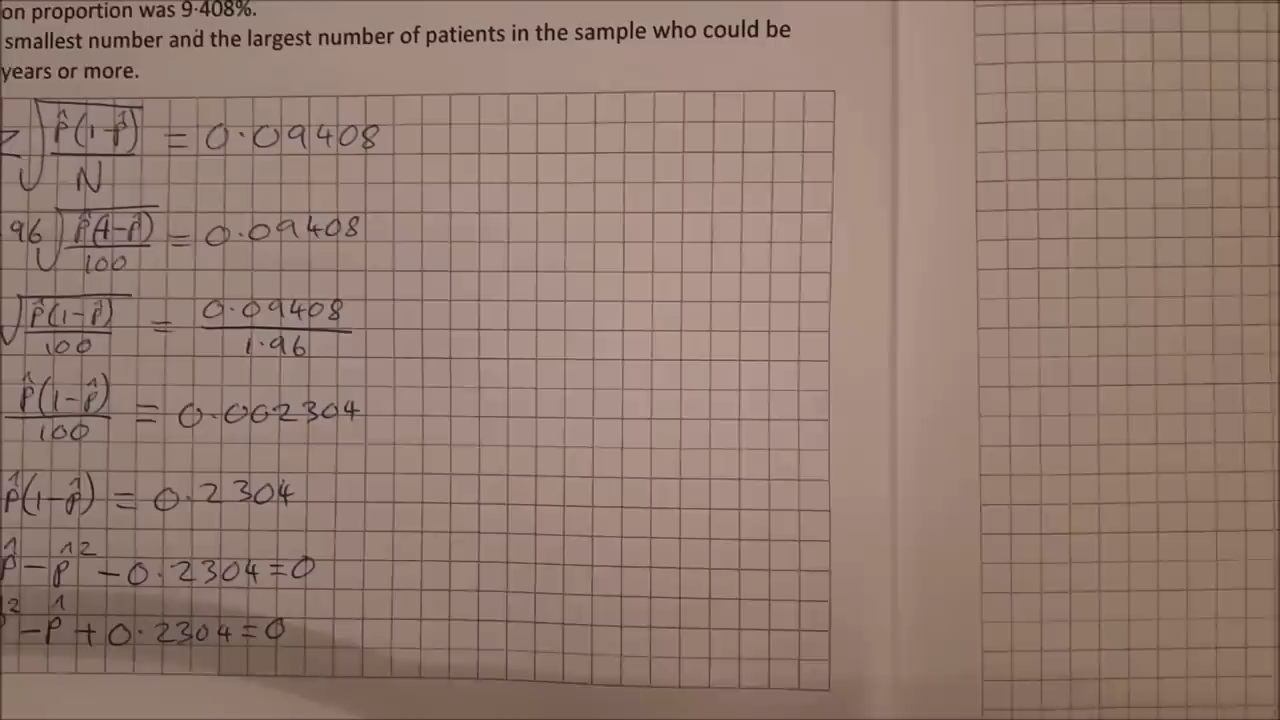 on proportion was 9·408%.
smallest number and the largest number of patients in the sample who could be
years or more.
z√(p̂(1-p̂)/N) = 0·09408
96√(p̂(1-p̂)/100) = 0·09408
√(p̂(1-p̂)/100) = 0·09408/1·96
p̂(1-p̂)/100 = 0·002304
p̂(1-p̂) = 0·2304
p̂-p̂²-0·2304=0
²-p̂+0·2304=0